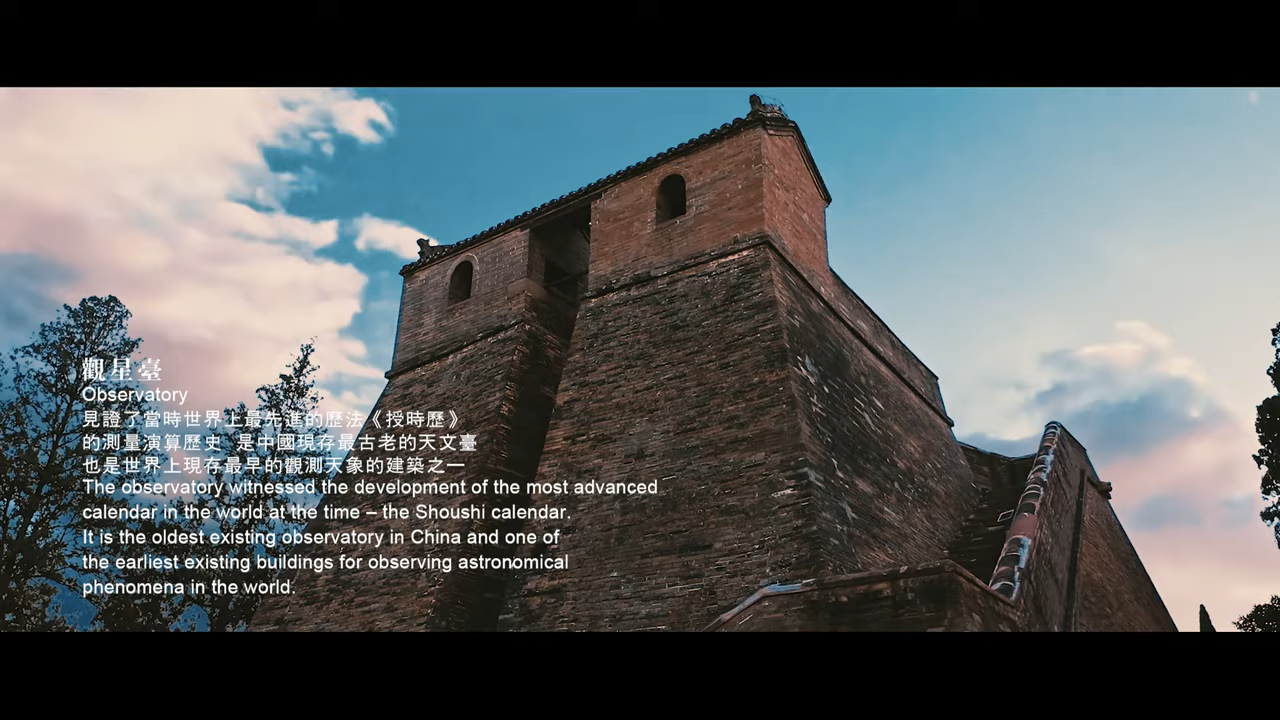 觀星臺
Observatory
見證了當時世界上最先進的歷法《授時歷》
的測量演算歷史 是中國現存最古老的天文臺
也是世界上現存最早的觀測天象的建築之一
The observatory witnessed the development of the most advanced
calendar in the world at the time – the Shoushi calendar.
It is the oldest existing observatory in China and one of
the earliest existing buildings for observing astronomical
phenomena in the world.